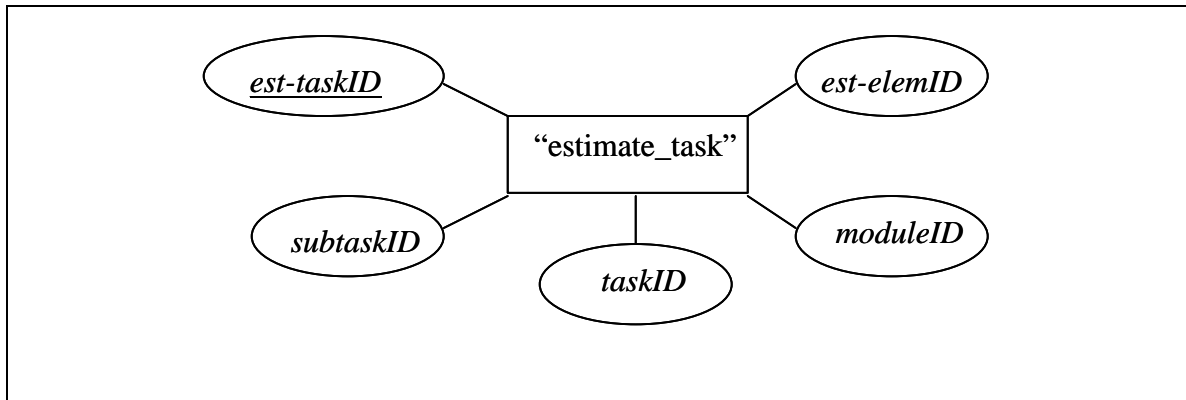 est-taskID
est-elemID
“estimate_task”
subtaskID
moduleID
taskID